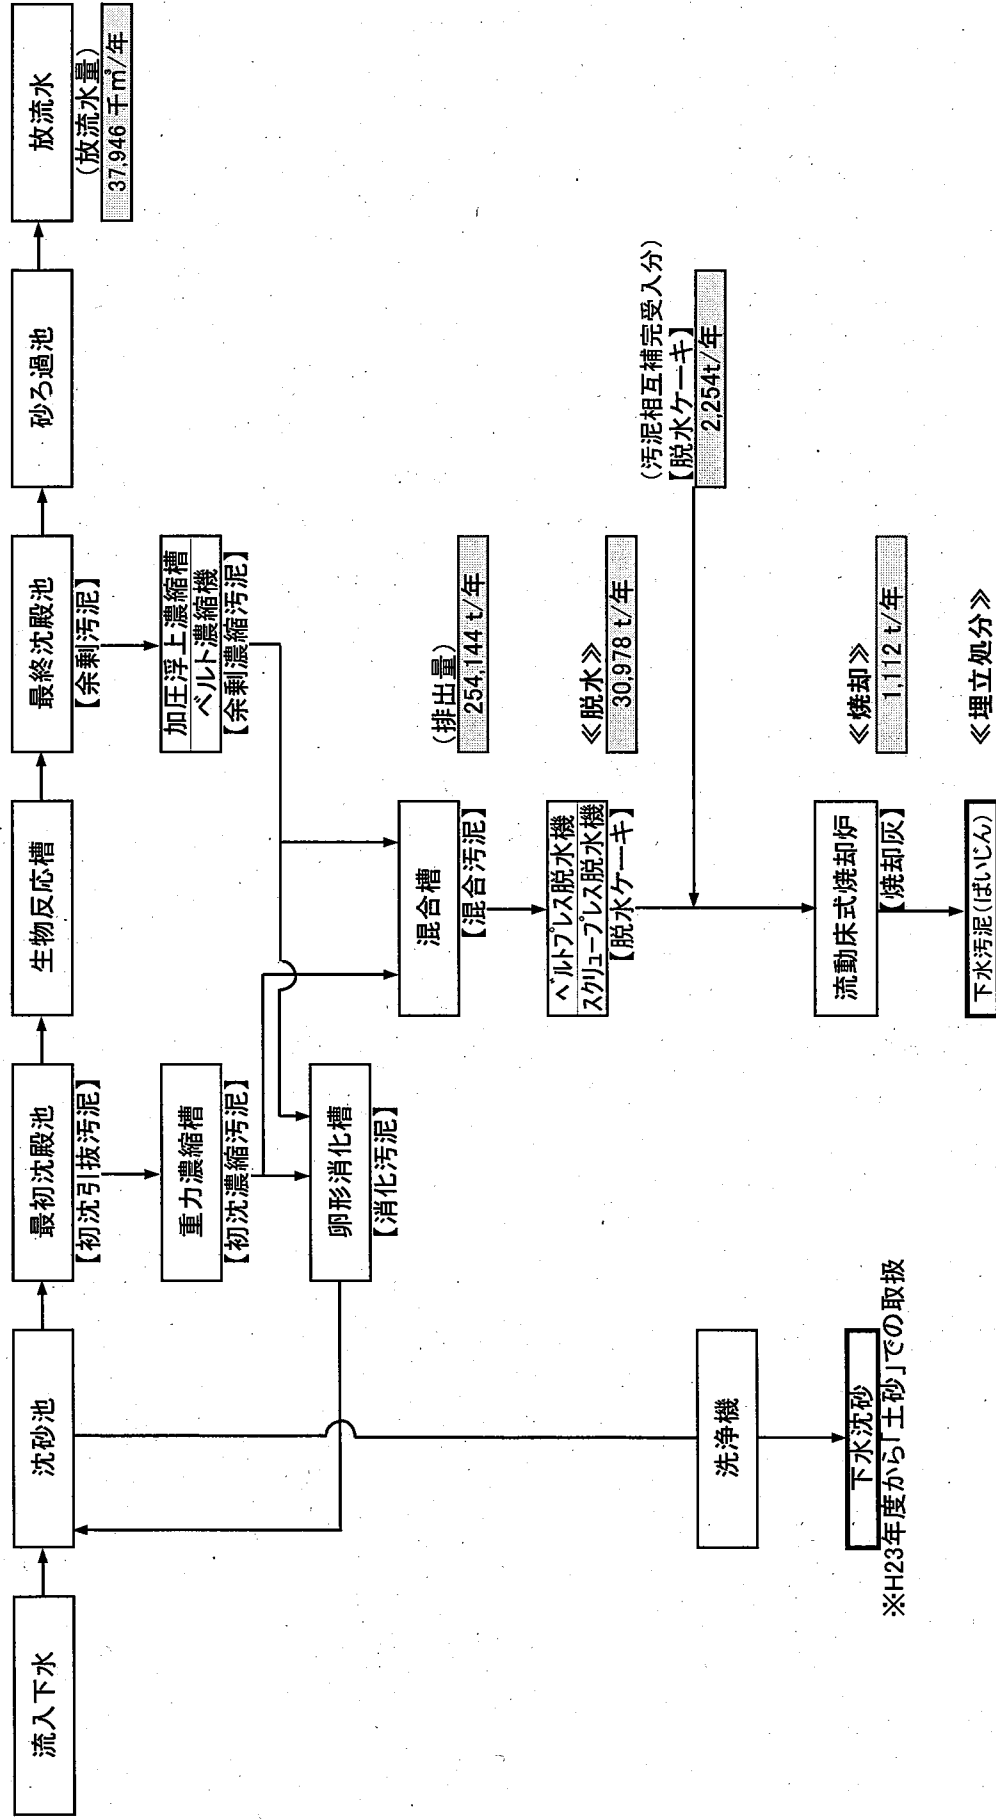 流入下水
沈砂池
最初沈殿池
【初沈引抜汚泥】
生物反応槽
最終沈殿池
【余剰汚泥】
砂ろ過池
放流水
(放流水量)
37,946 千㎥/年
重力濃縮槽
【初沈濃縮汚泥】
加圧浮上濃縮槽
ベルト濃縮機
【余剰濃縮汚泥】
卵形消化槽
【消化汚泥】
混合槽
【混合汚泥】
(排出量)
254,144 t/年
ベルトプレス脱水機
スクリュープレス脱水機
【脱水ケーキ】
≪脱水≫
30,978 t/年
(汚泥相互補完受入分)
【脱水ケーキ】
2,254t/年
洗浄機
下水沈砂
※H23年度から「土砂」での取扱
流動床式焼却炉
【焼却灰】
≪焼却≫
1,112 t/年
下水汚泥(ばいじん)
≪埋立処分≫